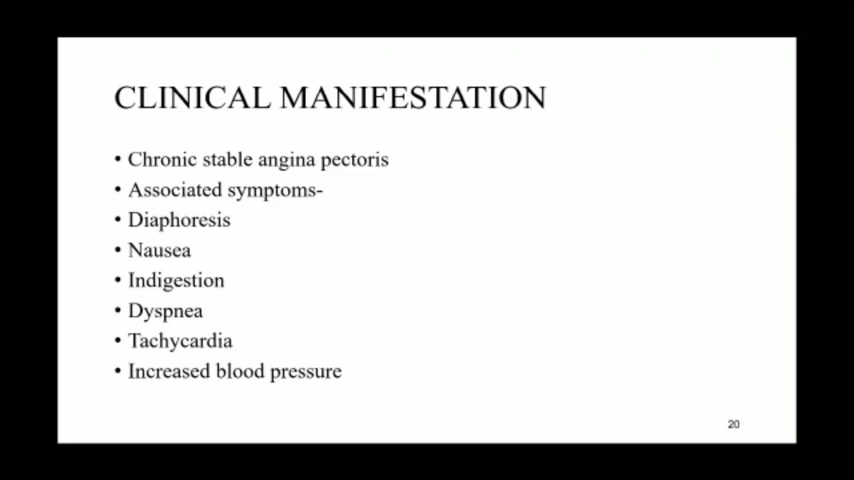 CLINICAL MANIFESTATION
• Chronic stable angina pectoris
• Associated symptoms-
• Diaphoresis
• Nausea
• Indigestion
• Dyspnea
• Tachycardia
• Increased blood pressure
20